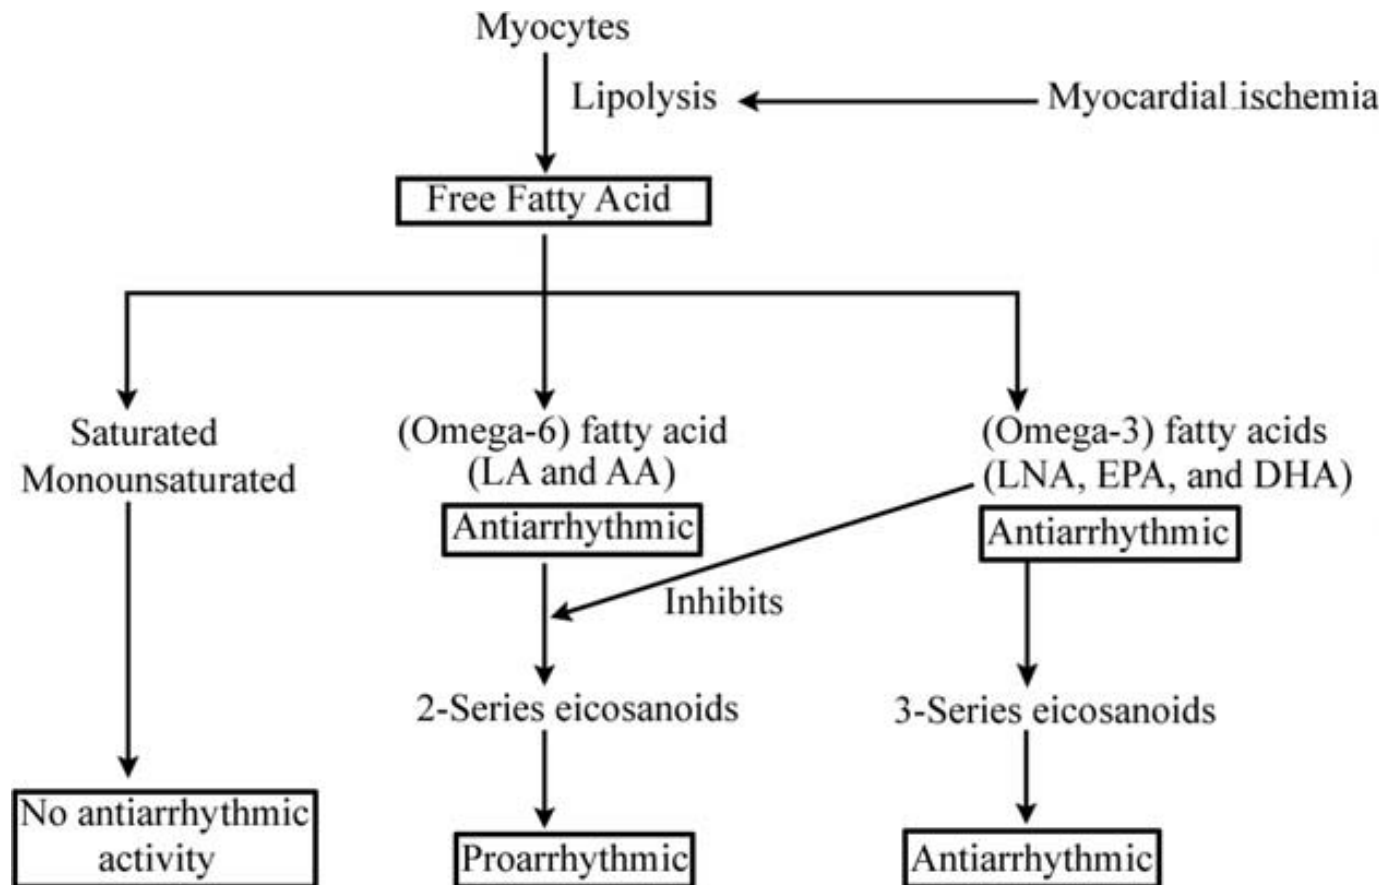 Myocytes
Lipolysis
Myocardial ischemia
Free Fatty Acid
Saturated
Monounsaturated
(Omega-6) fatty acid
(LA and AA)
Antiarrhythmic
(Omega-3) fatty acids
(LNA, EPA, and DHA)
Antiarrhythmic
Inhibits
2-Series eicosanoids
3-Series eicosanoids
No antiarrhythmic
activity
Proarrhythmic
Antiarrhythmic